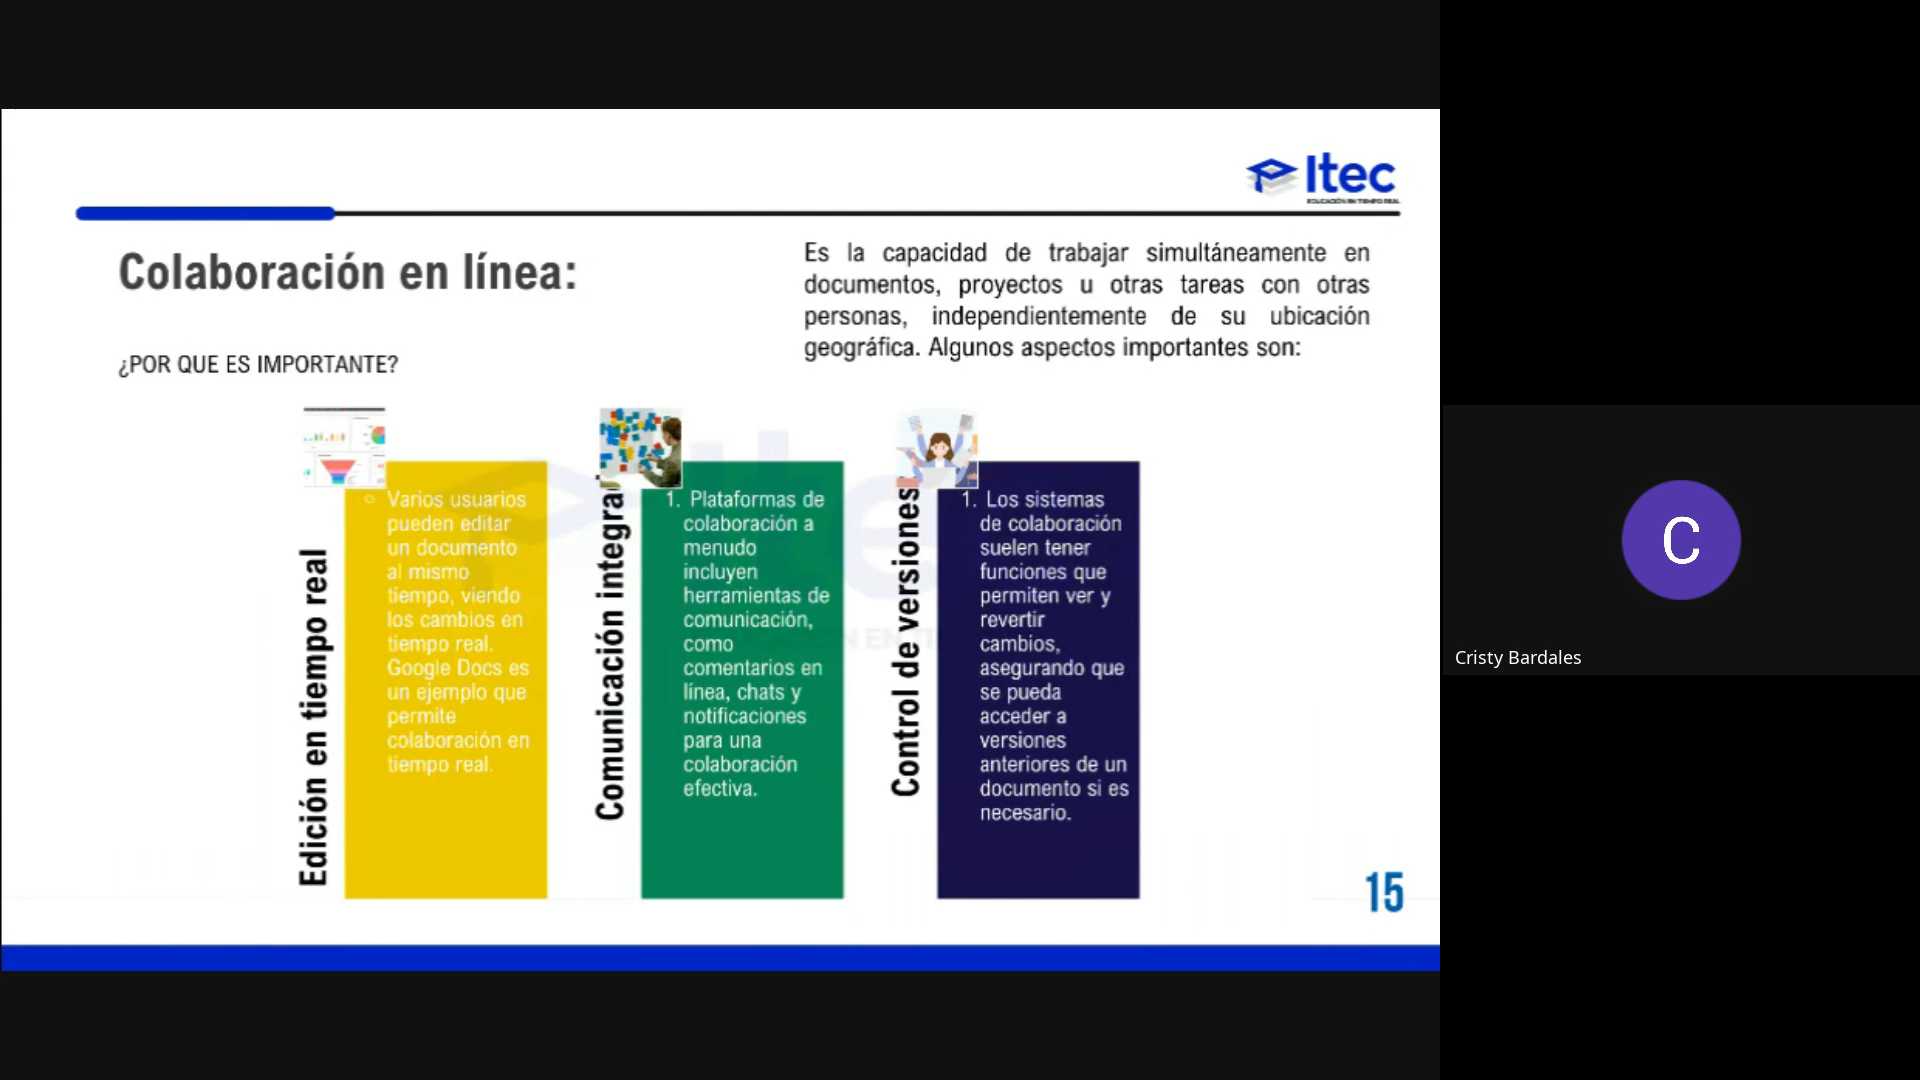 Itec
EDUCACIÓN EN TIEMPO REAL
Colaboración en línea:
Es la capacidad de trabajar simultáneamente en
documentos, proyectos u otras tareas con otras
personas, independientemente de su ubicación
geográfica. Algunos aspectos importantes son:
¿POR QUE ES IMPORTANTE?
Edición en tiempo real
Varios usuarios
pueden editar
un documento
al mismo
tiempo, viendo
los cambios en
tiempo real.
Google Docs es
un ejemplo que
permite
colaboración en
tiempo real.
Comunicación integra
1. Plataformas de
colaboración a
menudo
incluyen
herramientas de
comunicación,
como
comentarios en
línea, chats y
notificaciones
para una
colaboración
efectiva.
Control de versiones
1. Los sistemas
de colaboración
suelen tener
funciones que
permiten ver y
revertir
cambios,
asegurando que
se pueda
acceder a
versiones
anteriores de un
documento si es
necesario.
15
C
Cristy Bardales